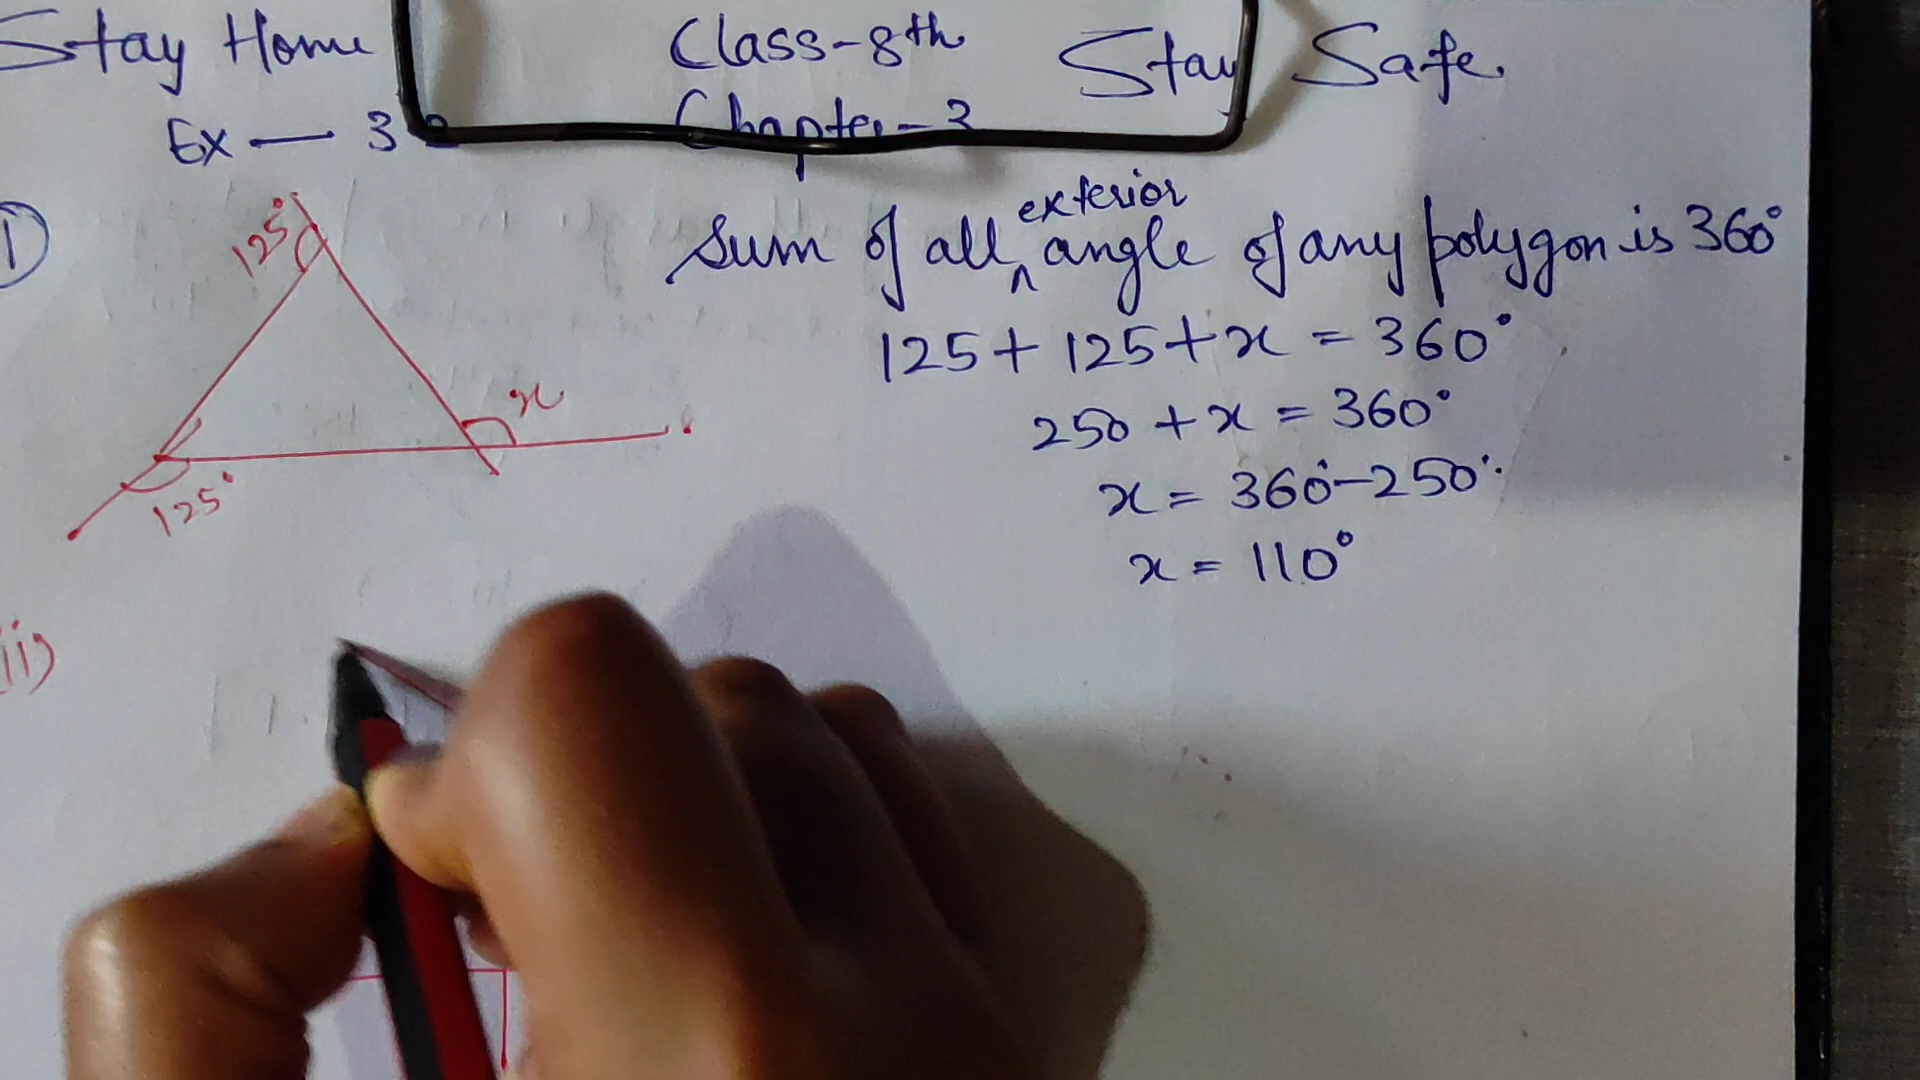 Stay Home Class-8th Stay Safe.
Ex — 3
Chapter-3
1)
125°
x
125°
Sum of all exterior angle of any polygon is 360°
125 + 125 + x = 360°
250 + x = 360°
x = 360° - 250°
x = 110°
(ii)